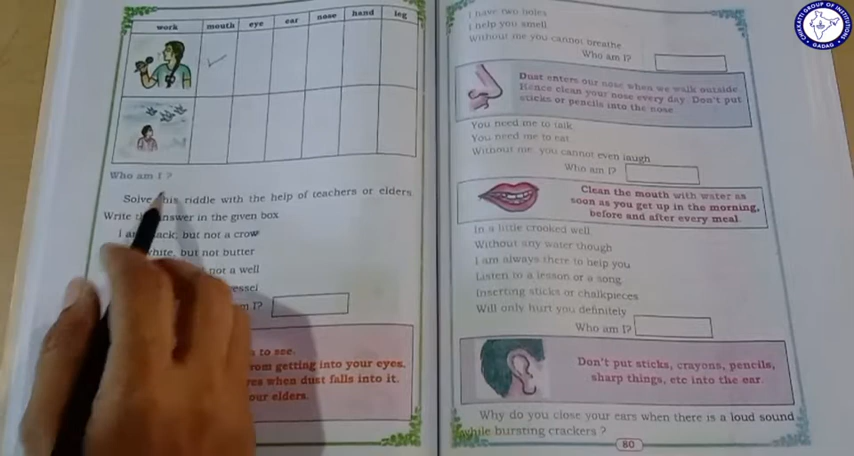 work mouth eye ear nose hand leg
Who am I ?
Solve this riddle with the help of teachers or elders.
Write the answer in the given box
I am black, but not a crow
white, but not butter
not a well
essel
I?
to see.
from getting into your eyes.
es when dust falls into it.
our elders.
I have two holes
I help you smell
Without me you cannot breathe
Who am I?
Dust enters our nose when we walk outside.
Hence clean your nose every day. Don't put
sticks or pencils into the nose.
You need me to talk
You need me to eat
Without me, you cannot even laugh
Who am I?
Clean the mouth with water as
soon as you get up in the morning,
before and after every meal.
In a little crooked well
Without any water though
I am always there to help you
Listen to a lesson or a song
Inserting sticks or chalkpieces
Will only hurt you definitely
Who am I?
Don't put sticks, crayons, pencils,
sharp things, etc into the ear.
Why do you close your ears when there is a loud sound
while bursting crackers ?
80
CHIKKATTI GROUP OF INSTITUTIONS
GADAG